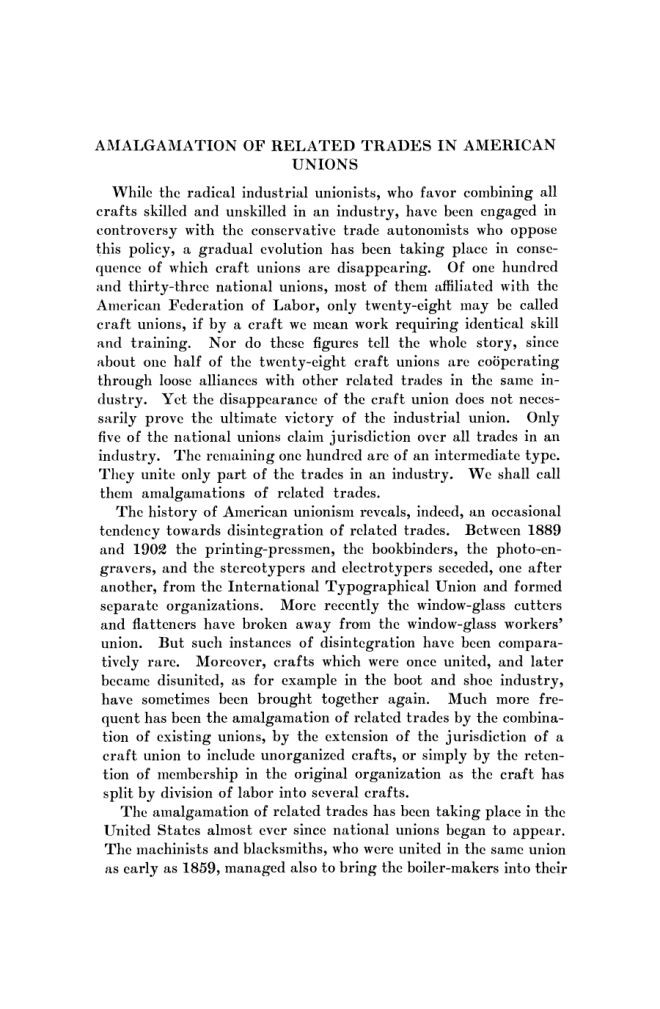 AMALGAMATION OF RELATED TRADES IN AMERICAN
UNIONS
While the radical industrial unionists, who favor combining all
crafts skilled and unskilled in an industry, have been engaged in
controversy with the conservative trade autonomists who oppose
this policy, a gradual evolution has been taking place in conse-
quence of which craft unions are disappearing. Of one hundred
and thirty-three national unions, most of them affiliated with the
American Federation of Labor, only twenty-eight may be called
craft unions, if by a craft we mean work requiring identical skill
and training. Nor do these figures tell the whole story, since
about one half of the twenty-eight craft unions are coöperating
through loose alliances with other related trades in the same in-
dustry. Yet the disappearance of the craft union does not neces-
sarily prove the ultimate victory of the industrial union. Only
five of the national unions claim jurisdiction over all trades in an
industry. The remaining one hundred are of an intermediate type.
They unite only part of the trades in an industry. We shall call
them amalgamations of related trades.
The history of American unionism reveals, indeed, an occasional
tendency towards disintegration of related trades. Between 1889
and 1902 the printing-pressmen, the bookbinders, the photo-en-
gravers, and the stereotypers and electrotypers seceded, one after
another, from the International Typographical Union and formed
separate organizations. More recently the window-glass cutters
and flatteners have broken away from the window-glass workers'
union. But such instances of disintegration have been compara-
tively rare. Moreover, crafts which were once united, and later
became disunited, as for example in the boot and shoe industry,
have sometimes been brought together again. Much more fre-
quent has been the amalgamation of related trades by the combina-
tion of existing unions, by the extension of the jurisdiction of a
craft union to include unorganized crafts, or simply by the reten-
tion of membership in the original organization as the craft has
split by division of labor into several crafts.
The amalgamation of related trades has been taking place in the
United States almost ever since national unions began to appear.
The machinists and blacksmiths, who were united in the same union
as early as 1859, managed also to bring the boiler-makers into their